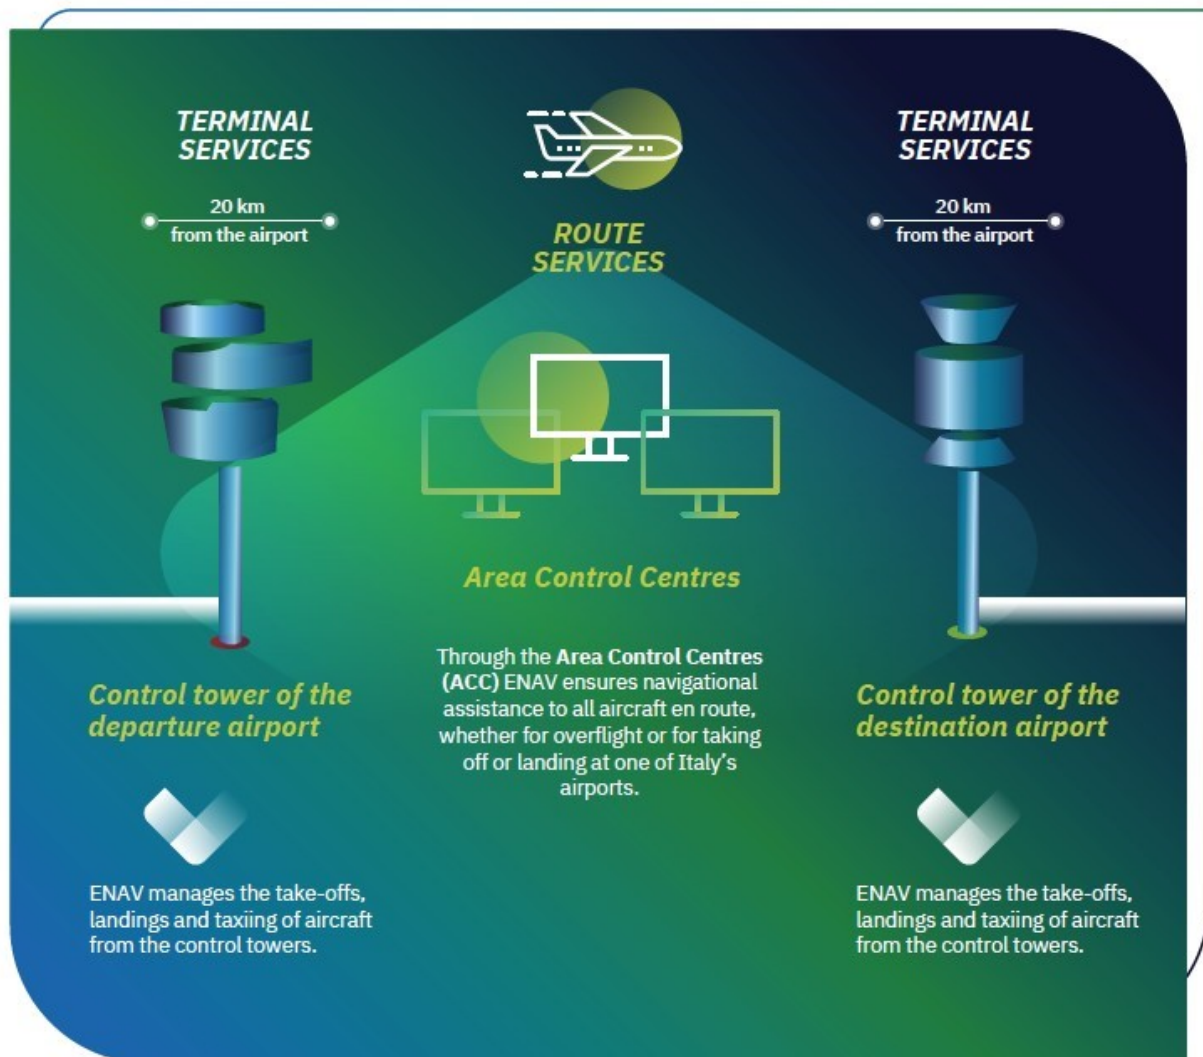 TERMINAL
SERVICES
20 km
from the airport
ROUTE
SERVICES
TERMINAL
SERVICES
20 km
from the airport
Area Control Centres
Through the Area Control Centres
(ACC) ENAV ensures navigational
assistance to all aircraft en route,
whether for overflight or for taking
off or landing at one of Italy's
airports.
Control tower of the
departure airport
ENAV manages the take-offs,
landings and taxiing of aircraft
from the control towers.
Control tower of the
destination airport
ENAV manages the take-offs,
landings and taxiing of aircraft
from the control towers.